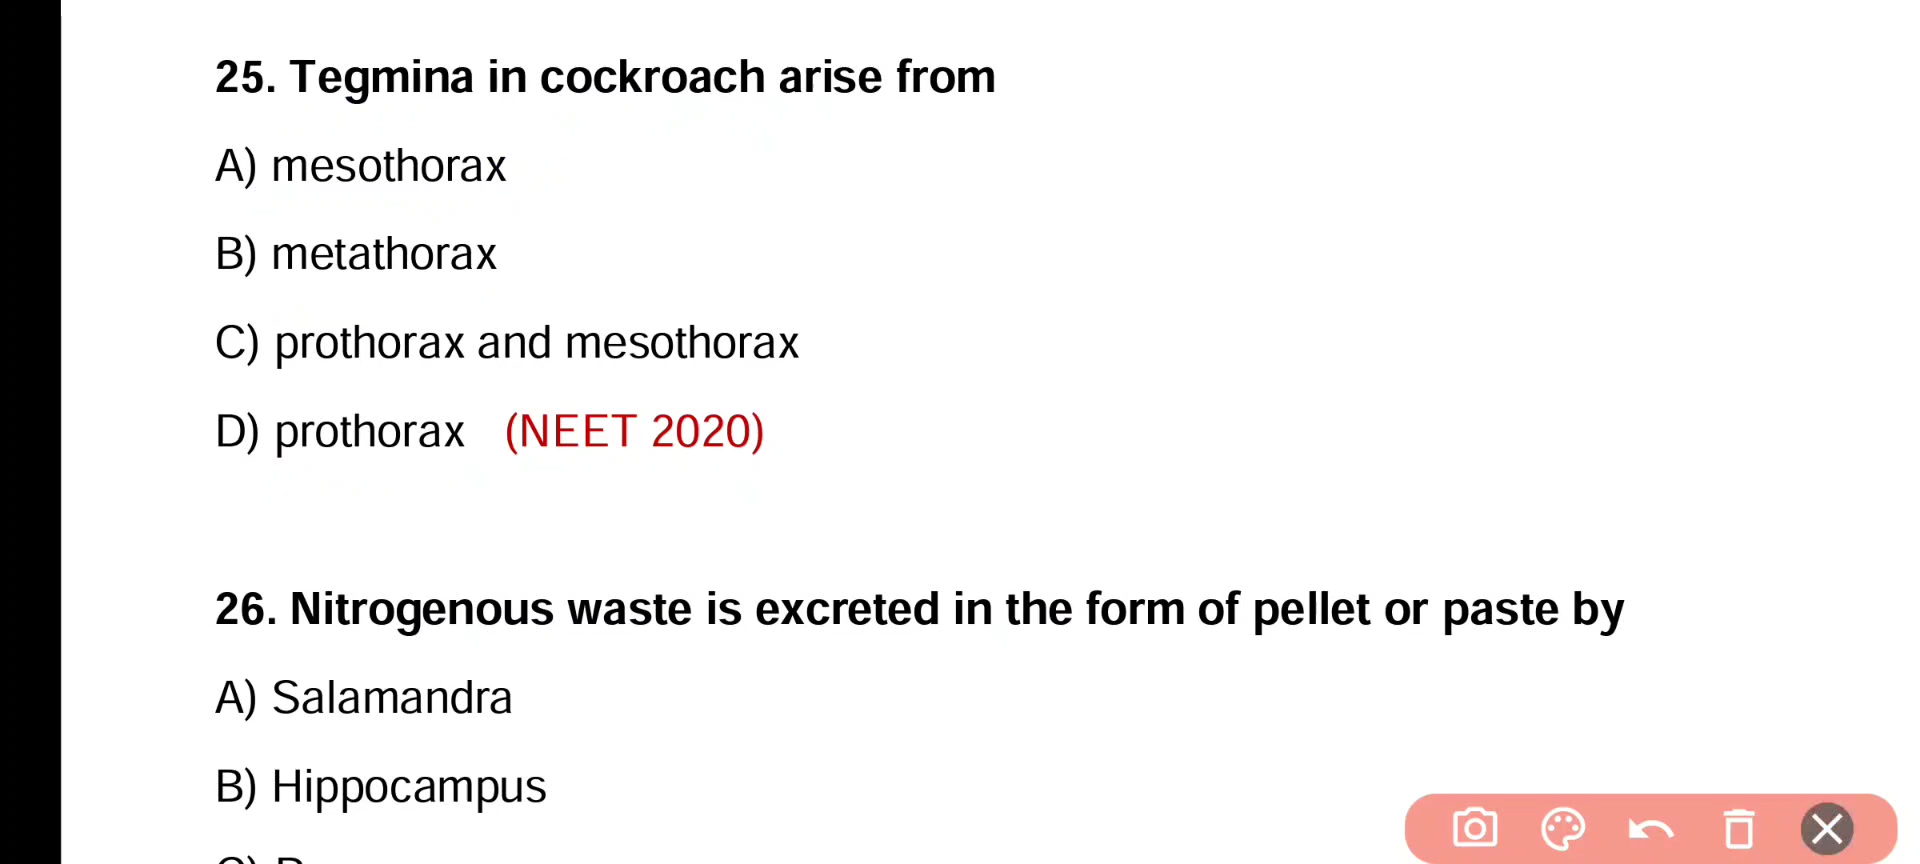 25. Tegmina in cockroach arise from
A) mesothorax
B) metathorax
C) prothorax and mesothorax
D) prothorax (NEET 2020)
26. Nitrogenous waste is excreted in the form of pellet or paste by
A) Salamandra
B) Hippocampus